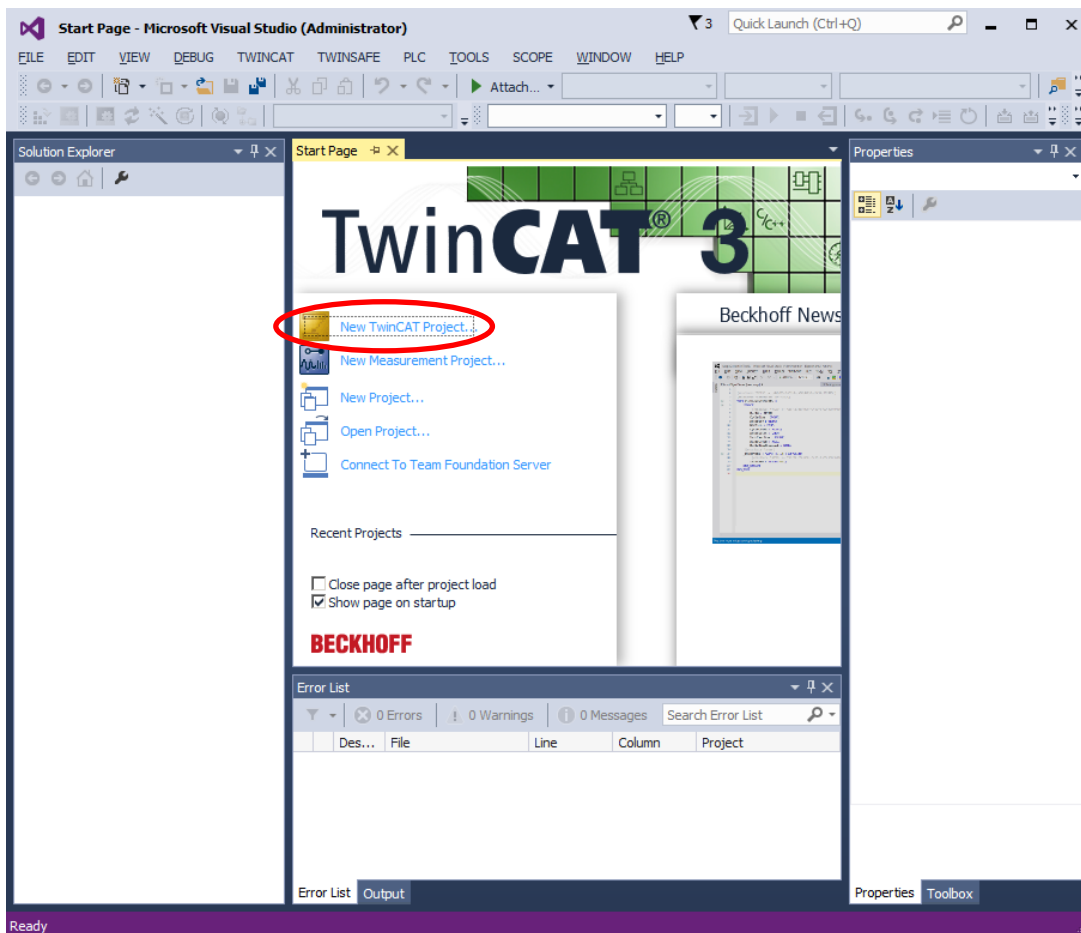 Start Page - Microsoft Visual Studio (Administrator)
3
Quick Launch (Ctrl+Q)
FILE EDIT VIEW DEBUG TWINCAT TWINSAFE PLC TOOLS SCOPE WINDOW HELP
Attach...
Solution Explorer
Start Page
Properties
TwinCAT® 3
C/C++
New TwinCAT Project...
Beckhoff News
New Measurement Project...
New Project...
Open Project...
Connect To Team Foundation Server
Recent Projects
Close page after project load
Show page on startup
BECKHOFF
Error List
0 Errors 0 Warnings 0 Messages Search Error List
Des... File Line Column Project
Error List Output
Properties Toolbox
Ready